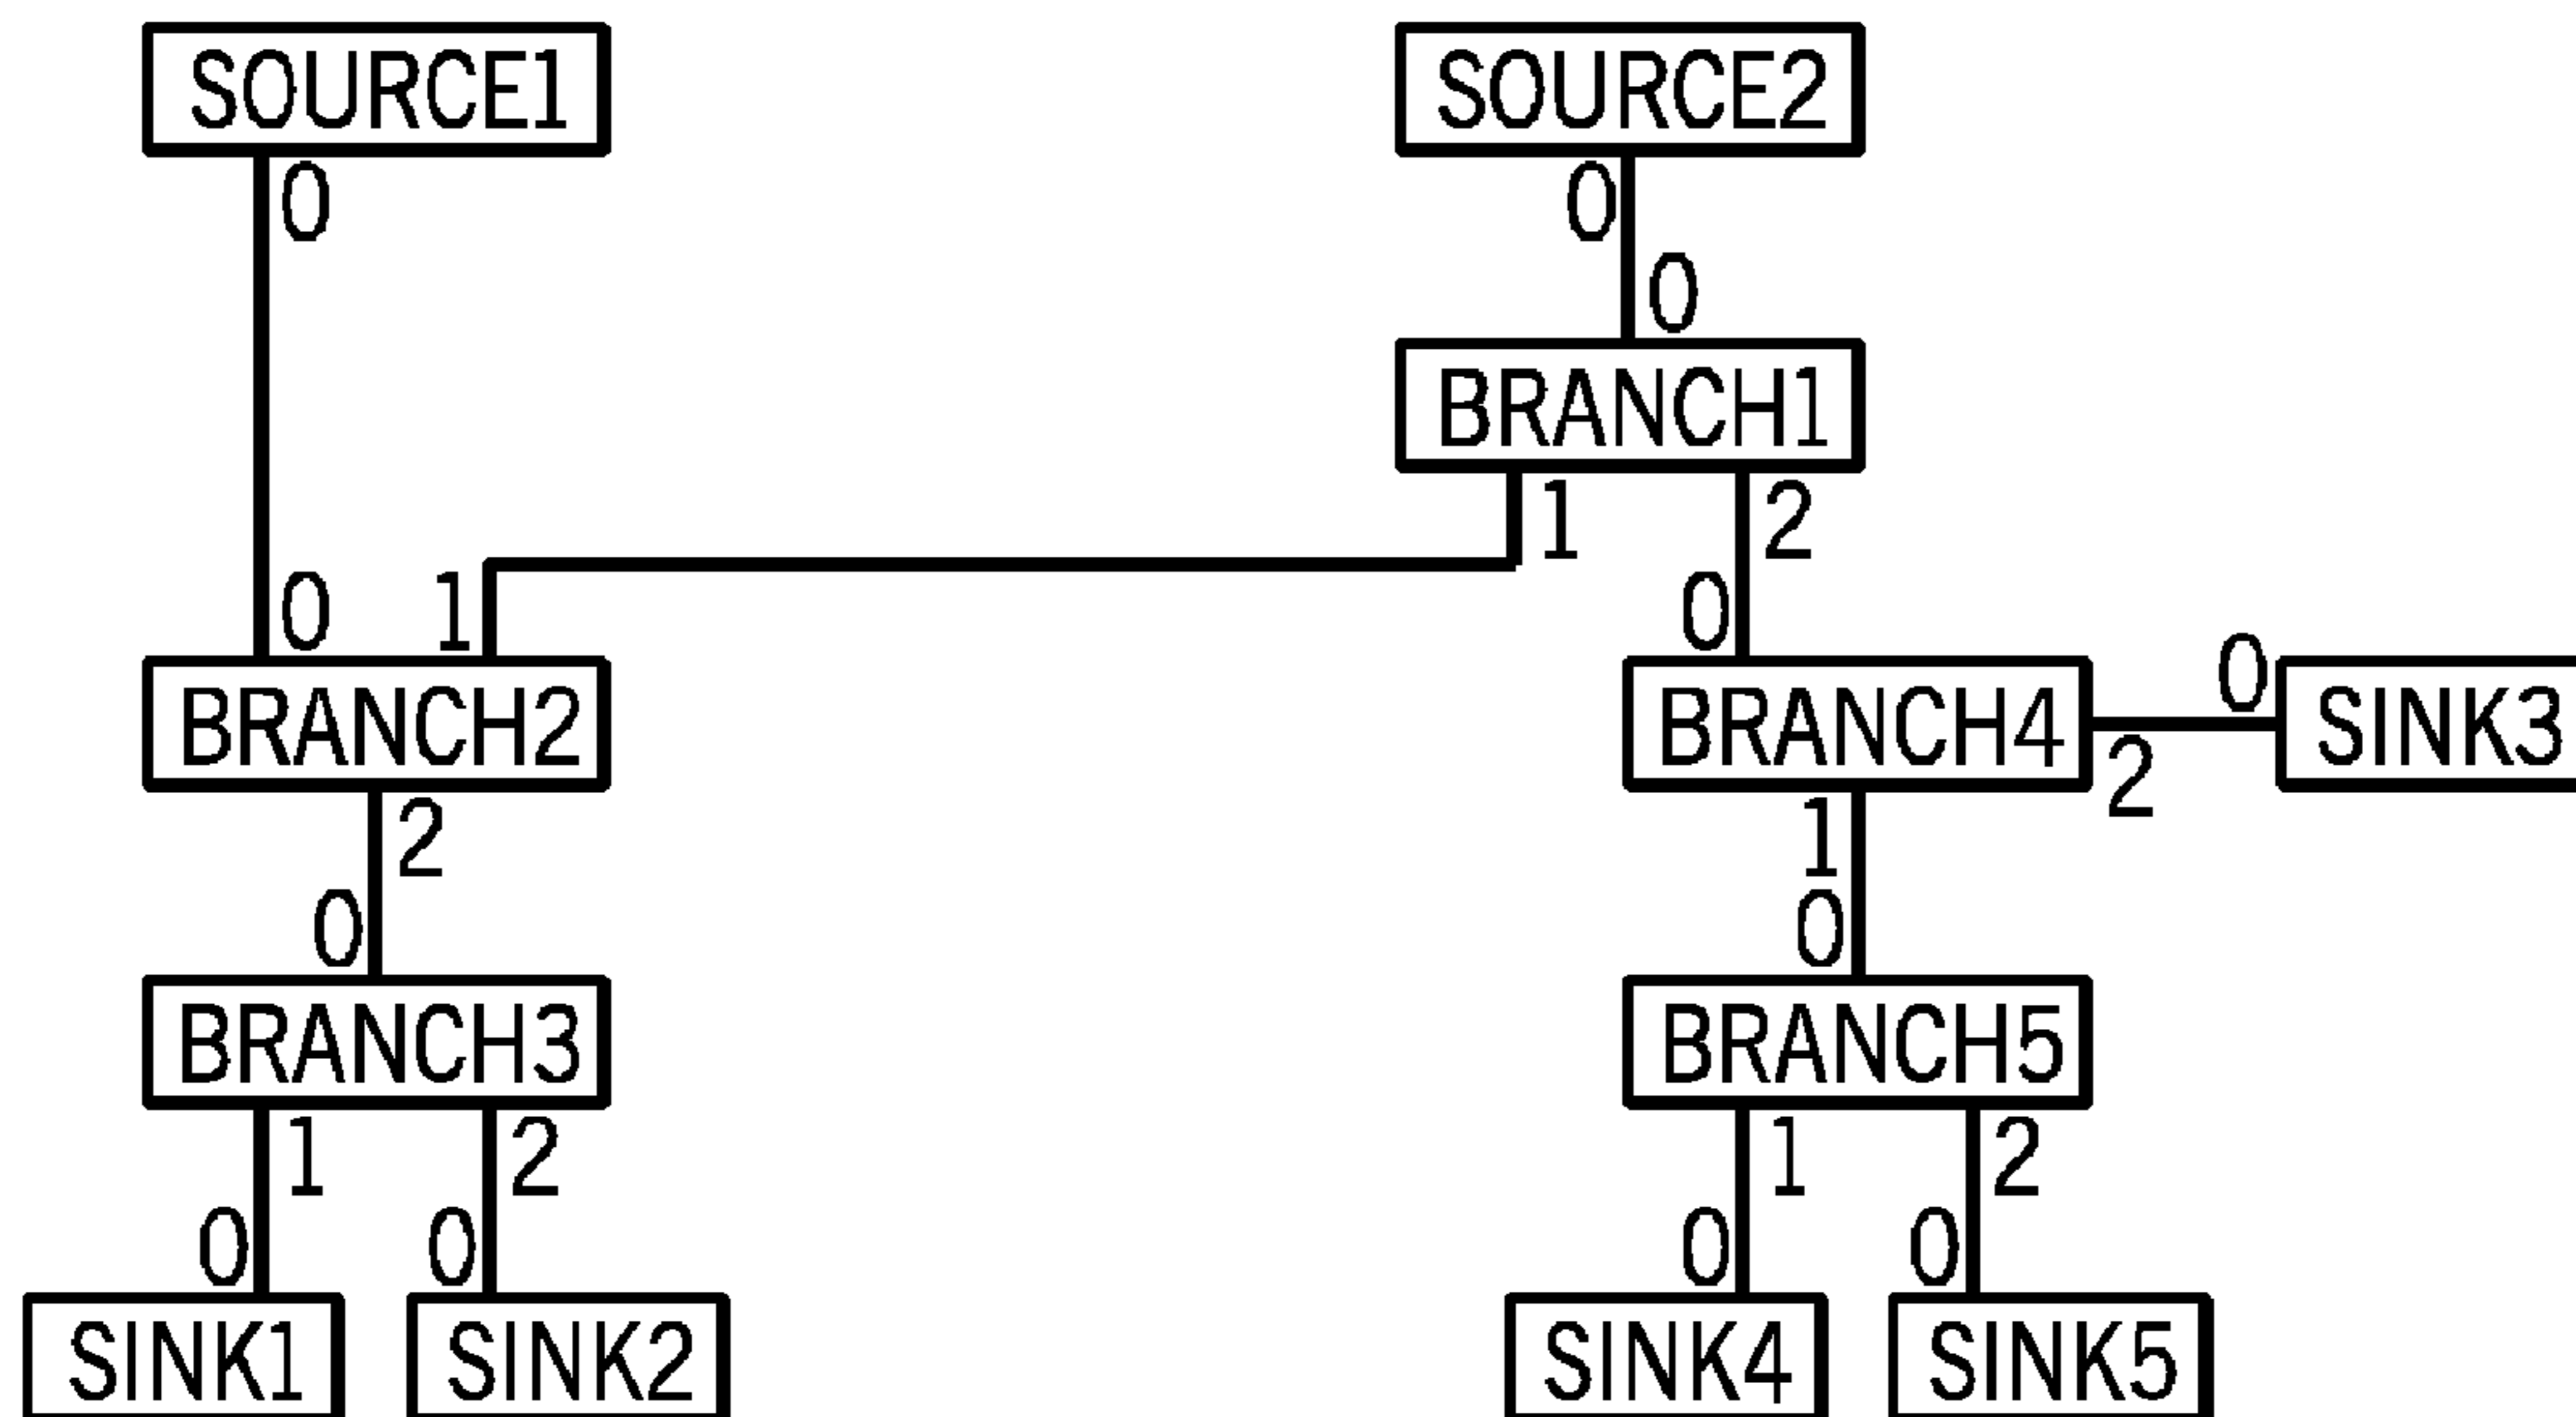 SOURCE1 SOURCE2
0 0
0
BRANCH1
1 2
0 1 0 0
BRANCH2 BRANCH4 SINK3
2 1 2
0 0
BRANCH3 BRANCH5
1 2 1 2
0 0 0 0
SINK1 SINK2 SINK4 SINK5